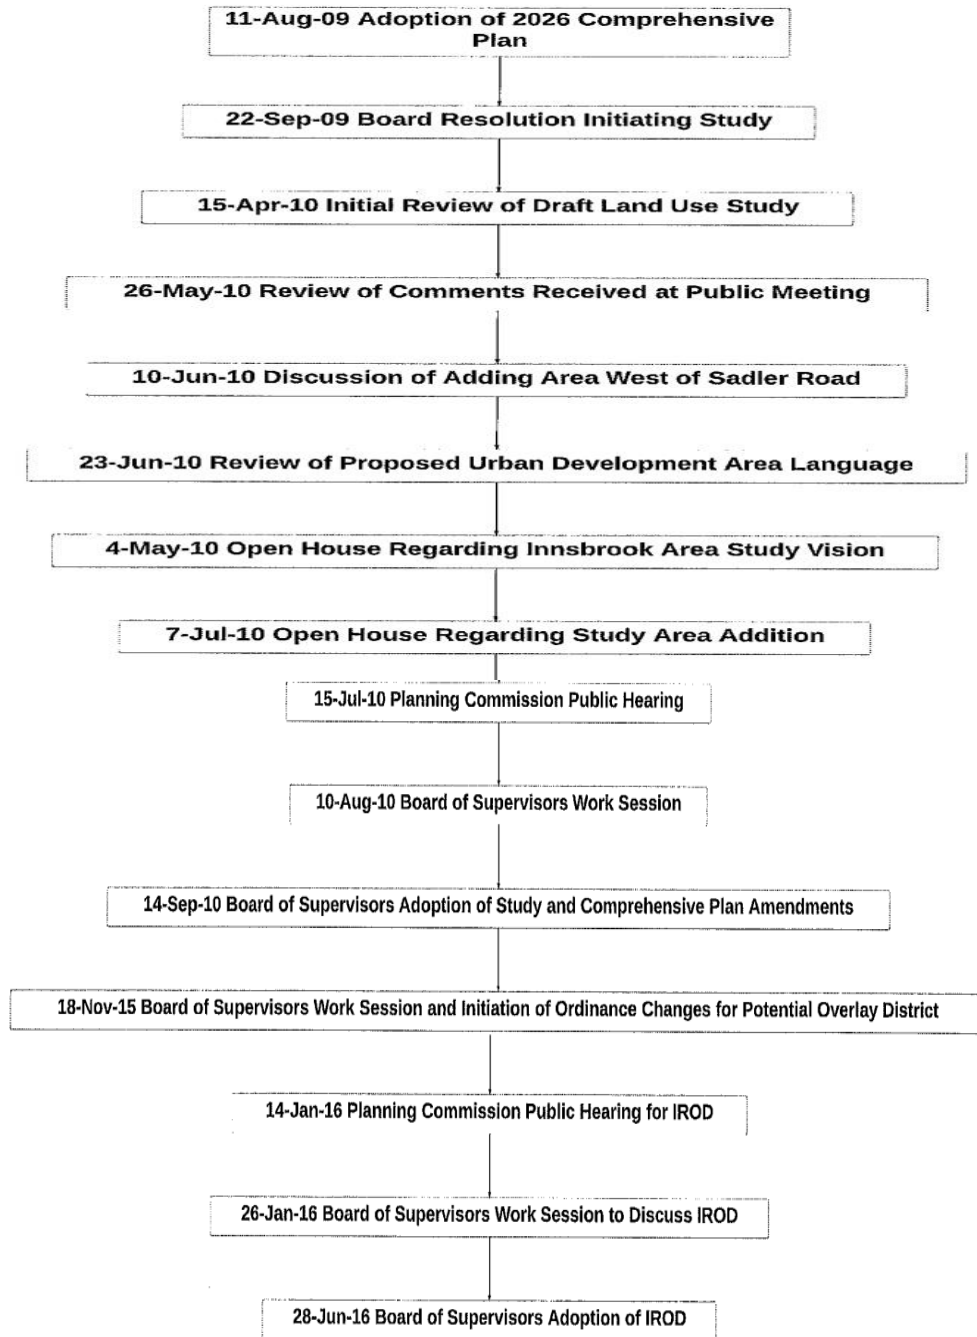 11-Aug-09 Adoption of 2026 Comprehensive
Plan
22-Sep-09 Board Resolution Initiating Study
15-Apr-10 Initial Review of Draft Land Use Study
26-May-10 Review of Comments Received at Public Meeting
10-Jun-10 Discussion of Adding Area West of Sadler Road
23-Jun-10 Review of Proposed Urban Development Area Language
4-May-10 Open House Regarding Innsbrook Area Study Vision
7-Jul-10 Open House Regarding Study Area Addition
15-Jul-10 Planning Commission Public Hearing
10-Aug-10 Board of Supervisors Work Session
14-Sep-10 Board of Supervisors Adoption of Study and Comprehensive Plan Amendments
18-Nov-15 Board of Supervisors Work Session and Initiation of Ordinance Changes for Potential Overlay District
14-Jan-16 Planning Commission Public Hearing for IROD
26-Jan-16 Board of Supervisors Work Session to Discuss IROD
28-Jun-16 Board of Supervisors Adoption of IROD